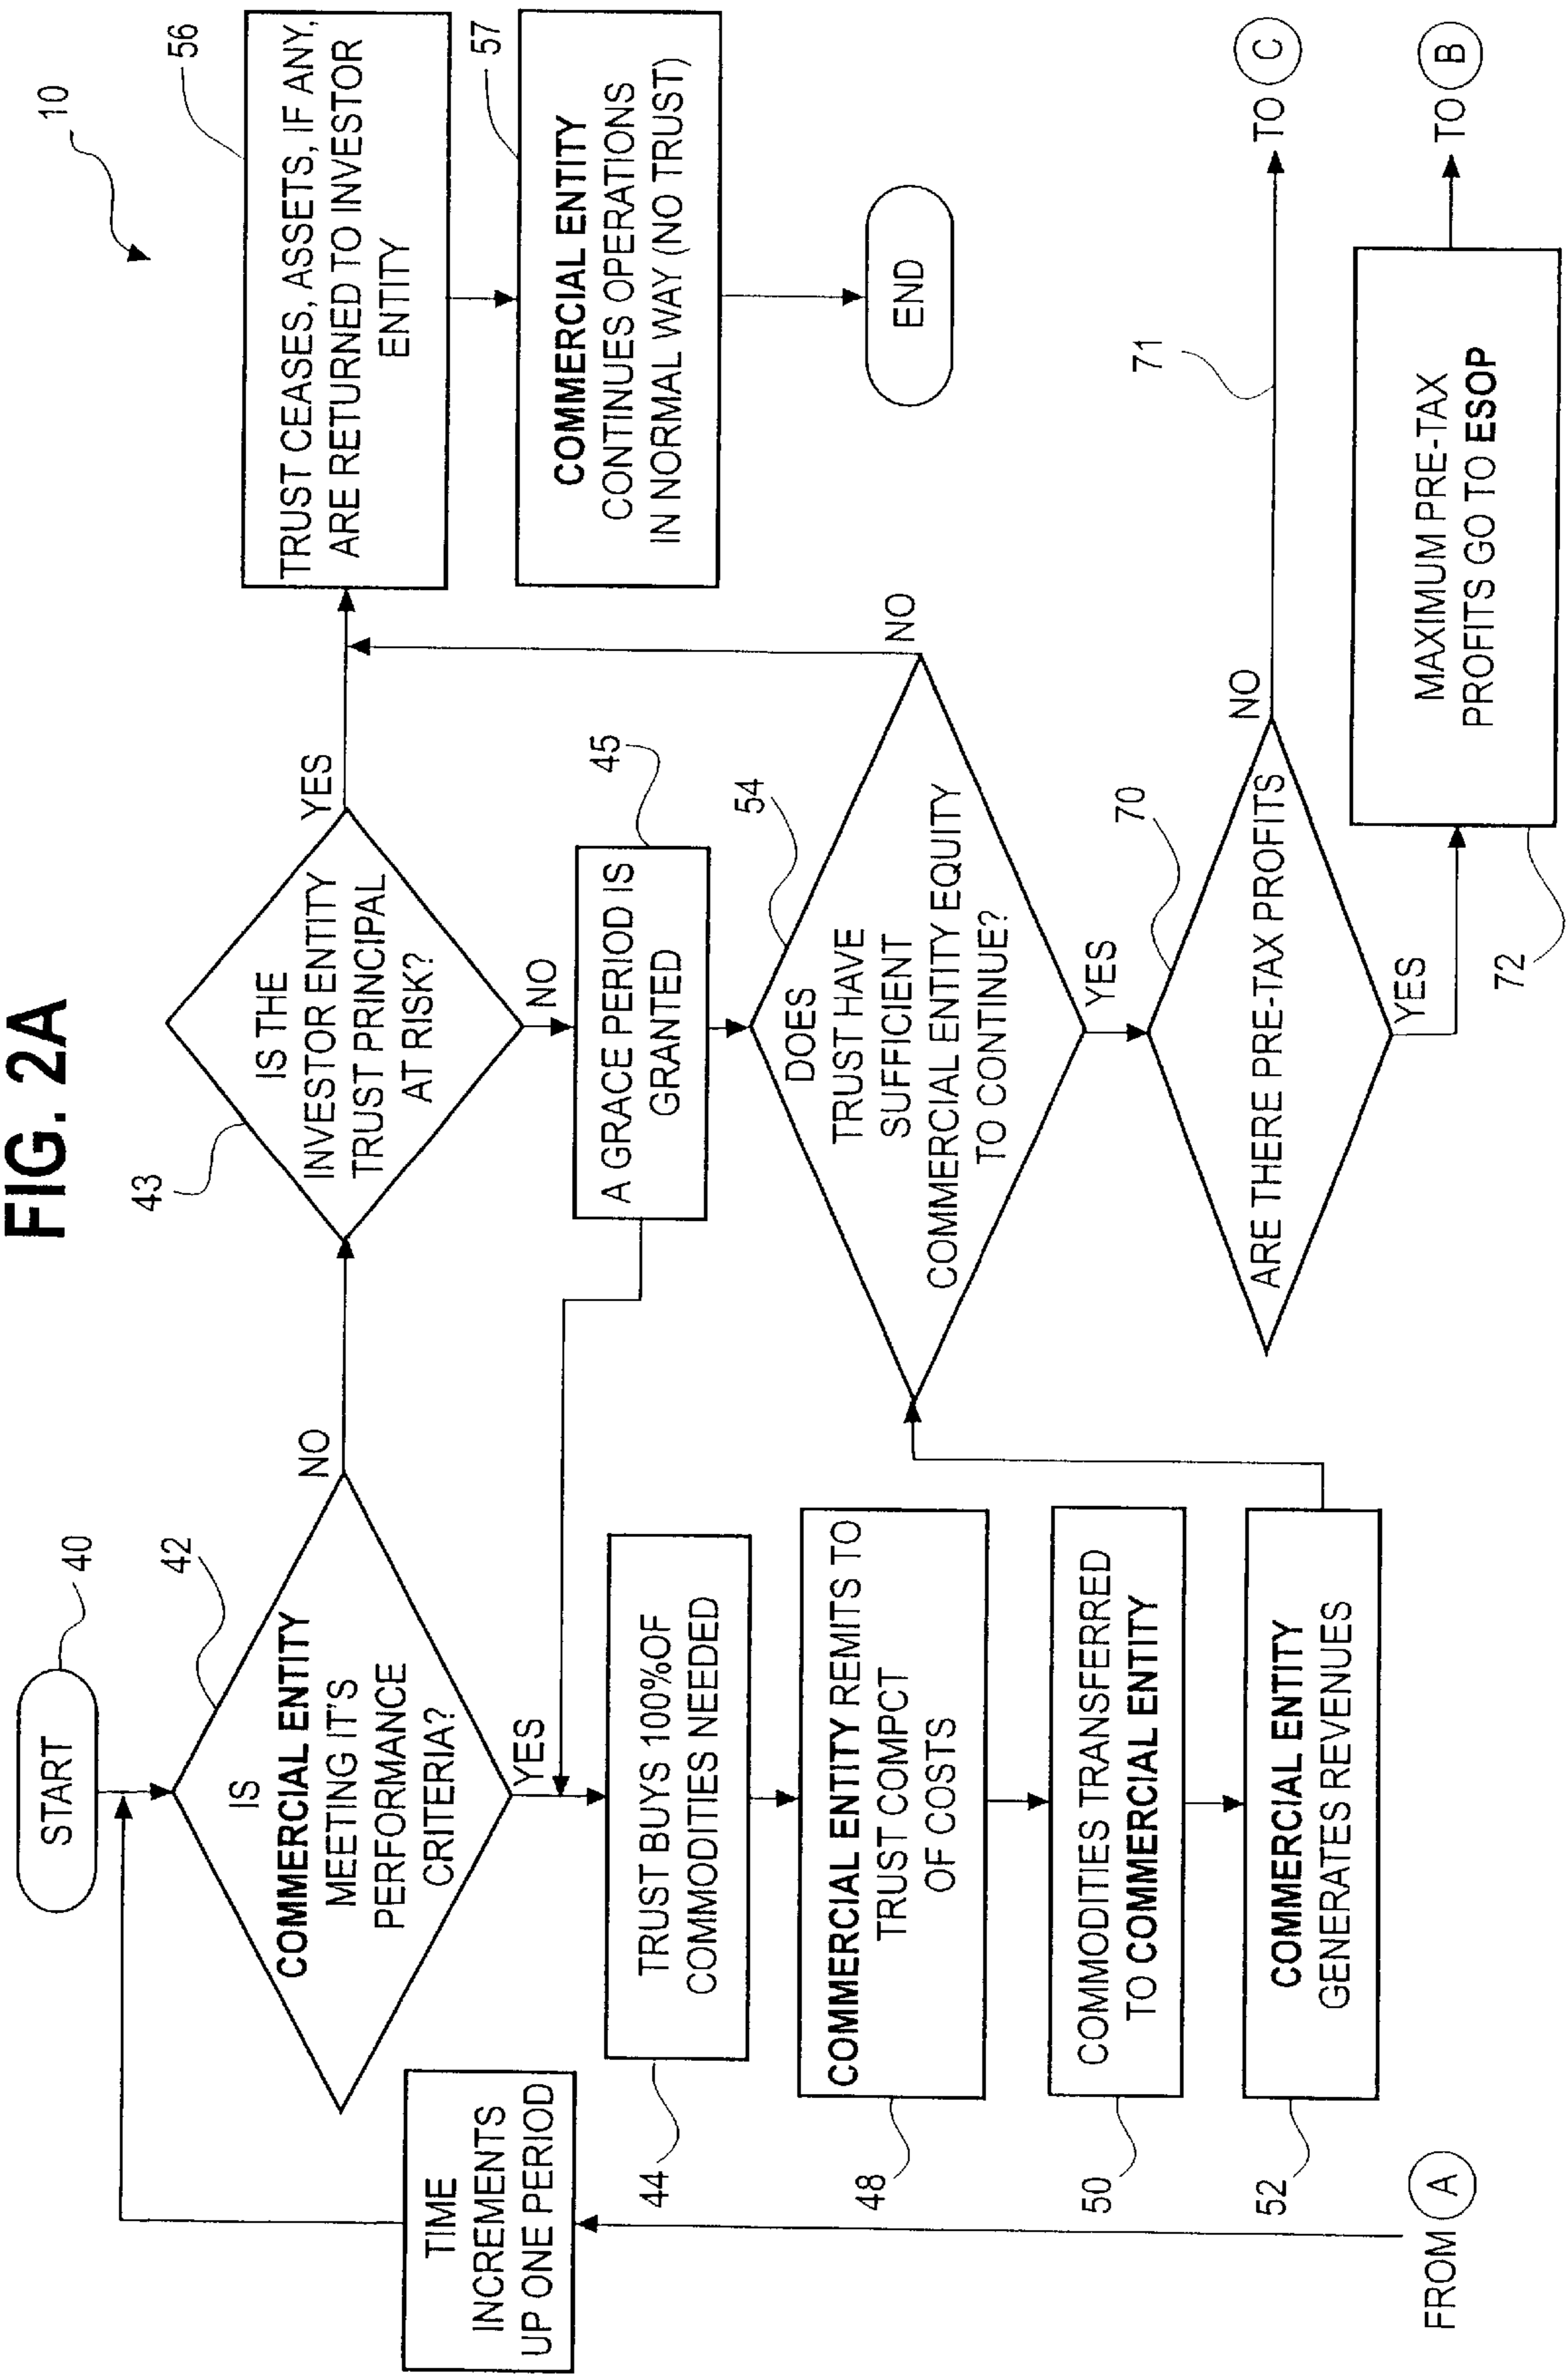 FIG. 2A
10
START
40
IS
COMMERCIAL ENTITY
MEETING IT'S
PERFORMANCE
CRITERIA?
42
NO
YES
IS THE
INVESTOR ENTITY
TRUST PRINCIPAL
AT RISK?
43
YES
NO
TRUST CEASES, ASSETS, IF ANY,
ARE RETURNED TO INVESTOR
ENTITY
56
COMMERCIAL ENTITY
CONTINUES OPERATIONS
IN NORMAL WAY (NO TRUST)
57
END
TIME
INCREMENTS
UP ONE PERIOD
TRUST BUYS 100%OF
COMMODITIES NEEDED
44
A GRACE PERIOD IS
GRANTED
45
COMMERCIAL ENTITY REMITS TO
TRUST COMPCT
OF COSTS
48
DOES
TRUST HAVE
SUFFICIENT
COMMERCIAL ENTITY EQUITY
TO CONTINUE?
54
NO
YES
COMMODITIES TRANSFERRED
TO COMMERCIAL ENTITY
50
COMMERCIAL ENTITY
GENERATES REVENUES
52
ARE THERE PRE-TAX PROFITS
70
NO
71
TO C
YES
MAXIMUM PRE-TAX
PROFITS GO TO ESOP
72
TO B
FROM A